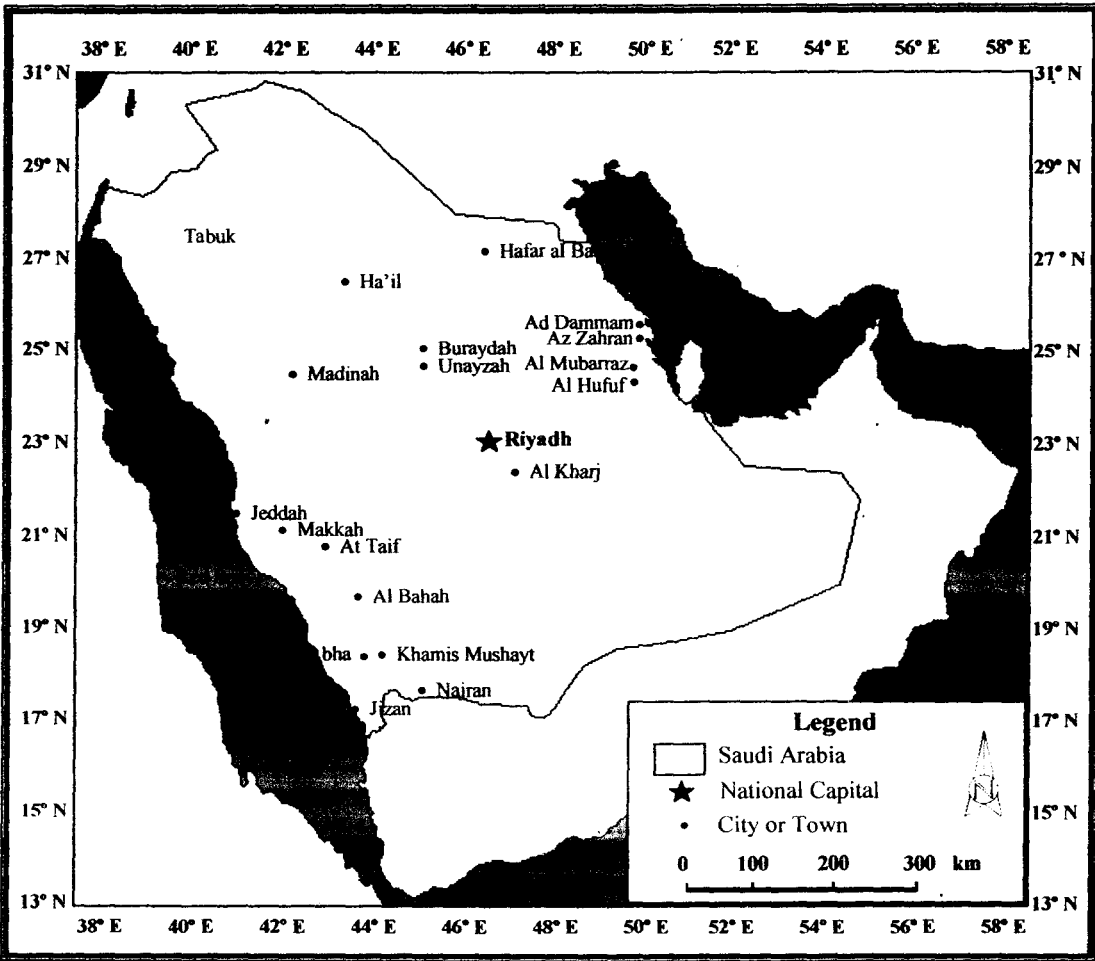 38° E 40° E 42° E 44° E 46° E 48° E 50° E 52° E 54° E 56° E 58° E
31° N 31° N
29° N 29° N
Tabuk
27° N Hafar al Ba 27° N
Ha'il
Ad Dammam
Az Zahran
25° N Buraydah 25° N
Unayzah Al Mubarraz
Madinah Al Hufuf
23° N Riyadh 23° N
Al Kharj
Jeddah
21° N Makkah 21° N
At Taif
Al Bahah
19° N 19° N
bha Khamis Mushayt
Najran
17° N Jizan 17° N
Legend
Saudi Arabia
National Capital
N
15° N City or Town 15° N
0 100 200 300 km
13° N 13° N
38° E 40° E 42° E 44° E 46° E 48° E 50° E 52° E 54° E 56° E 58° E